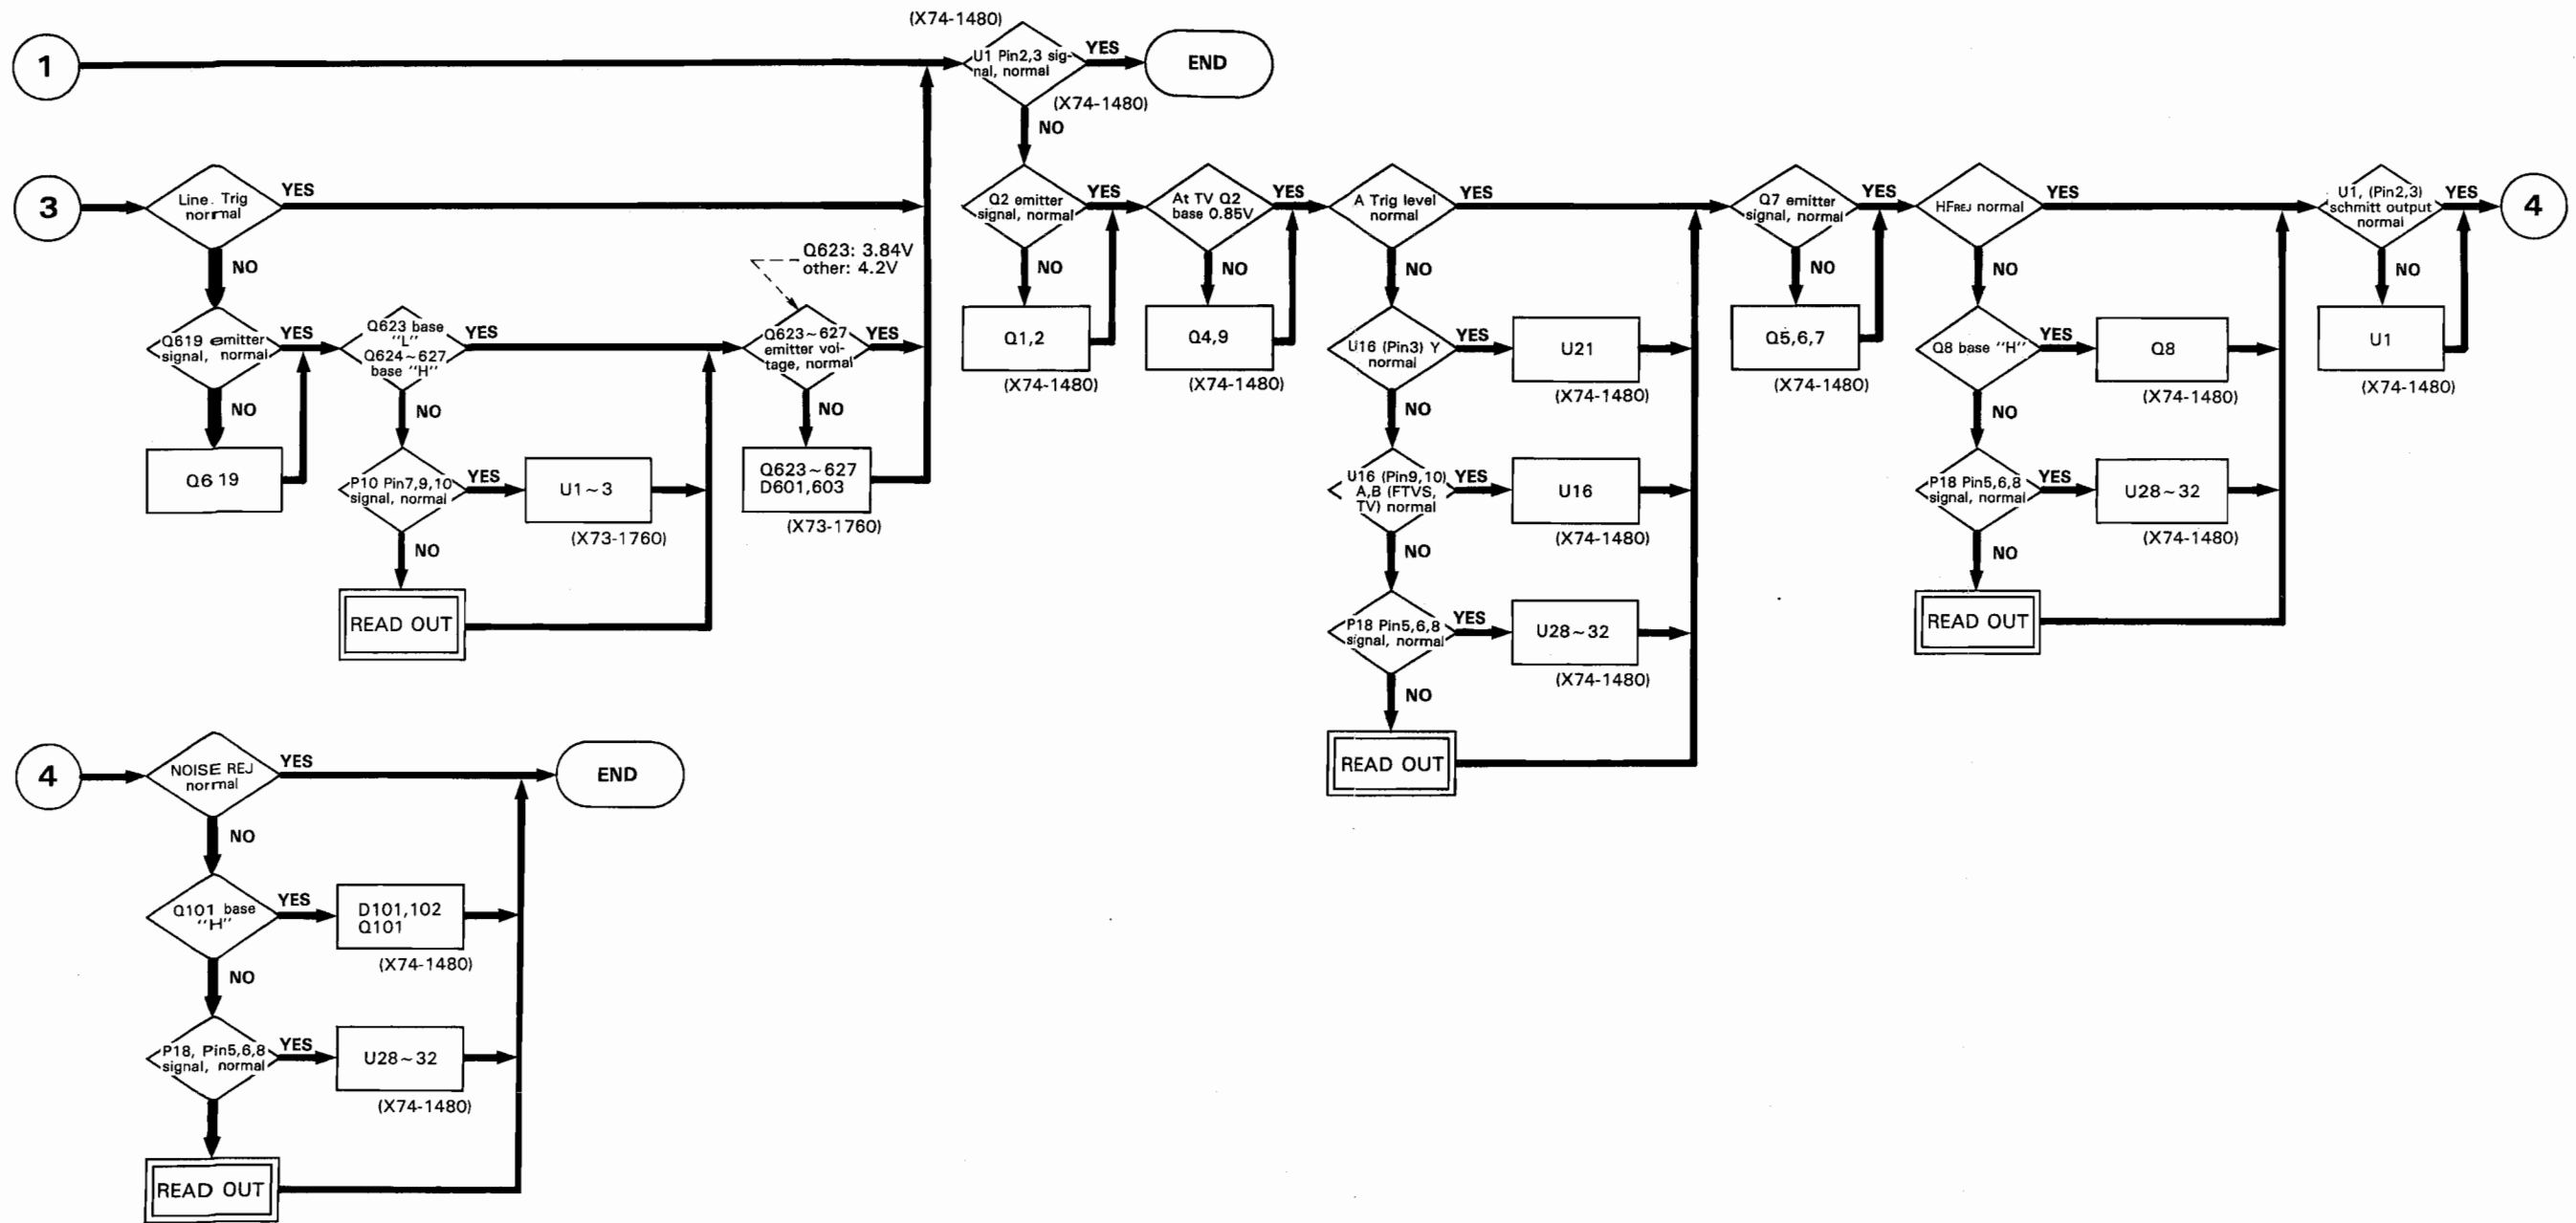 (X74-1480)
1
U1 Pin2,3 sig-
nal, normal
YES
END
(X74-1480)
NO
3
Line. Trig
normal
YES
NO
Q619 emitter
signal, normal
YES
NO
Q6 19
Q623 base
"L"
Q624~627
base "H"
YES
NO
P10 Pin7,9,10
signal, normal
YES
U1~3
(X73-1760)
NO
READ OUT
Q623: 3.84V
other: 4.2V
Q623~627
emitter vol-
tage, normal
YES
NO
Q623~627
D601,603
(X73-1760)
Q2 emitter
signal, normal
YES
NO
Q1,2
(X74-1480)
At TV Q2
base 0.85V
YES
NO
Q4,9
(X74-1480)
A Trig level
normal
YES
NO
U16 (Pin3) Y
normal
YES
U21
(X74-1480)
NO
U16 (Pin9,10)
A,B (FTVS,
TV) normal
YES
U16
(X74-1480)
NO
P18 Pin5,6,8
signal, normal
YES
U28~32
(X74-1480)
NO
READ OUT
Q7 emitter
signal, normal
YES
NO
Q5,6,7
(X74-1480)
HFREJ normal
YES
NO
Q8 base "H"
YES
Q8
(X74-1480)
NO
P18 Pin5,6,8
signal, normal
YES
U28~32
(X74-1480)
NO
READ OUT
U1, (Pin2,3)
schmitt output
normal
YES
4
NO
U1
(X74-1480)
4
NOISE REJ
normal
YES
END
NO
Q101 base
"H"
YES
D101,102
Q101
(X74-1480)
NO
P18, Pin5,6,8
signal, normal
YES
U28~32
(X74-1480)
READ OUT